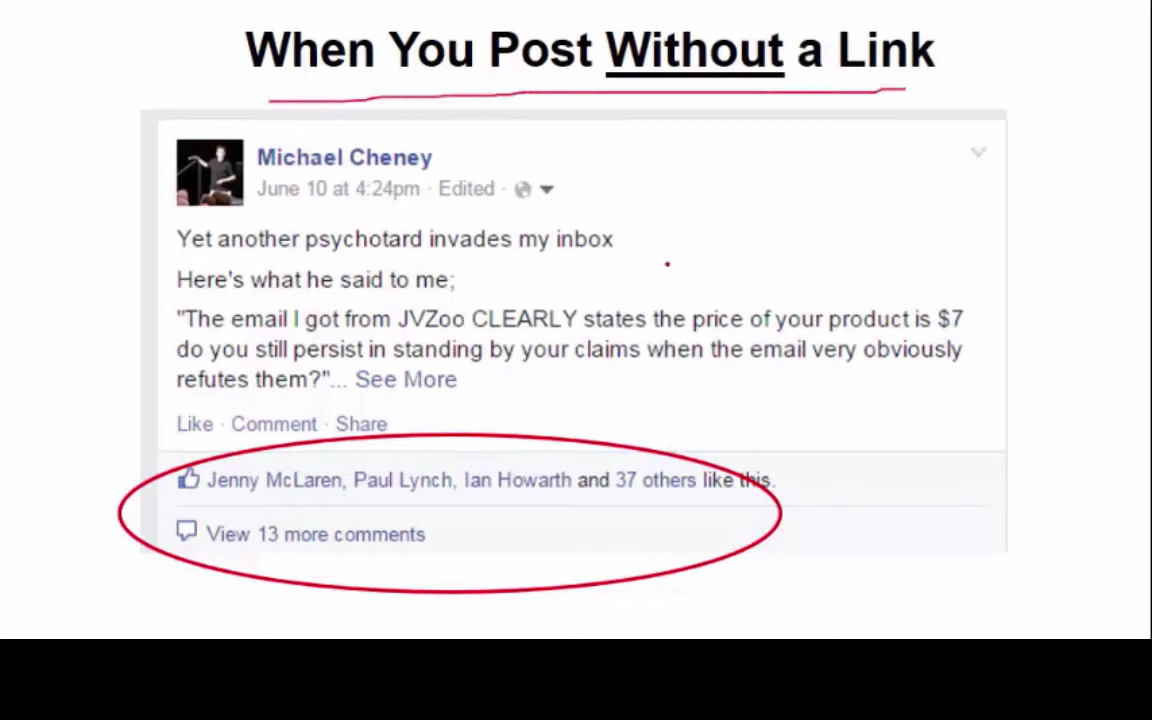 When You Post Without a Link
Michael Cheney
June 10 at 4:24pm · Edited ·
Yet another psychotard invades my inbox
Here's what he said to me;
"The email I got from JVZoo CLEARLY states the price of your product is $7
do you still persist in standing by your claims when the email very obviously
refutes them?"... See More
Like · Comment · Share
Jenny McLaren, Paul Lynch, Ian Howarth and 37 others like this.
View 13 more comments